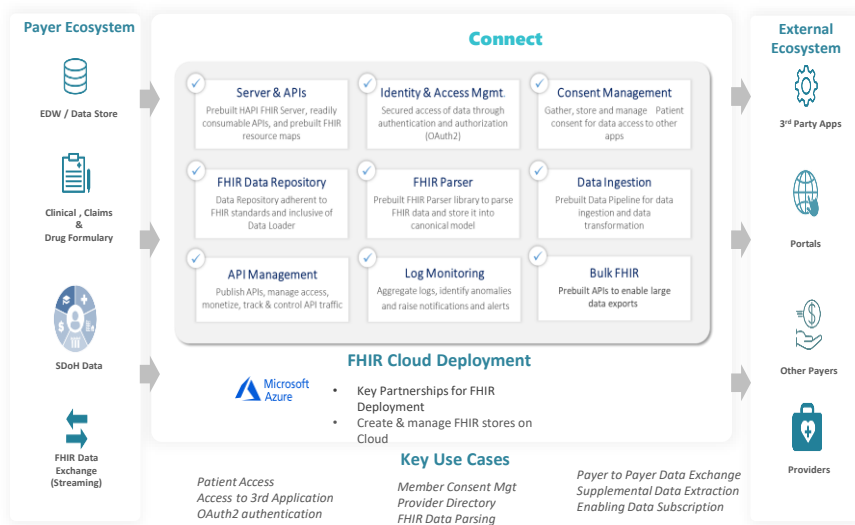 Payer Ecosystem
EDW / Data Store
Clinical , Claims
&
Drug Formulary
SDoH Data
FHIR Data
Exchange
(Streaming)
Connect
Server & APIs
Prebuilt HAPI FHIR Server, readily
consumable APIs, and prebuilt FHIR
resource maps
Identity & Access Mgmt.
Secured access of data through
authentication and authorization
(OAuth2)
Consent Management
Gather, store and manage Patient
consent for data access to other
apps
FHIR Data Repository
Data Repository adherent to
FHIR standards and inclusive of
Data Loader
FHIR Parser
Prebuilt FHIR Parser library to parse
FHIR data and store it into
canonical model
Data Ingestion
Prebuilt Data Pipeline for data
ingestion and data
transformation
API Management
Publish APIs, manage access,
monetize, track & control API traffic
Log Monitoring
Aggregate logs, identify anomalies
and raise notifications and alerts
Bulk FHIR
Prebuilt APIs to enable large
data exports
FHIR Cloud Deployment
Microsoft
Azure
• Key Partnerships for FHIR
Deployment
• Create & manage FHIR stores on
Cloud
External
Ecosystem
3rd Party Apps
Portals
Other Payers
Providers
Key Use Cases
Patient Access
Access to 3rd Application
OAuth2 authentication
Member Consent Mgt
Provider Directory
FHIR Data Parsing
Payer to Payer Data Exchange
Supplemental Data Extraction
Enabling Data Subscription